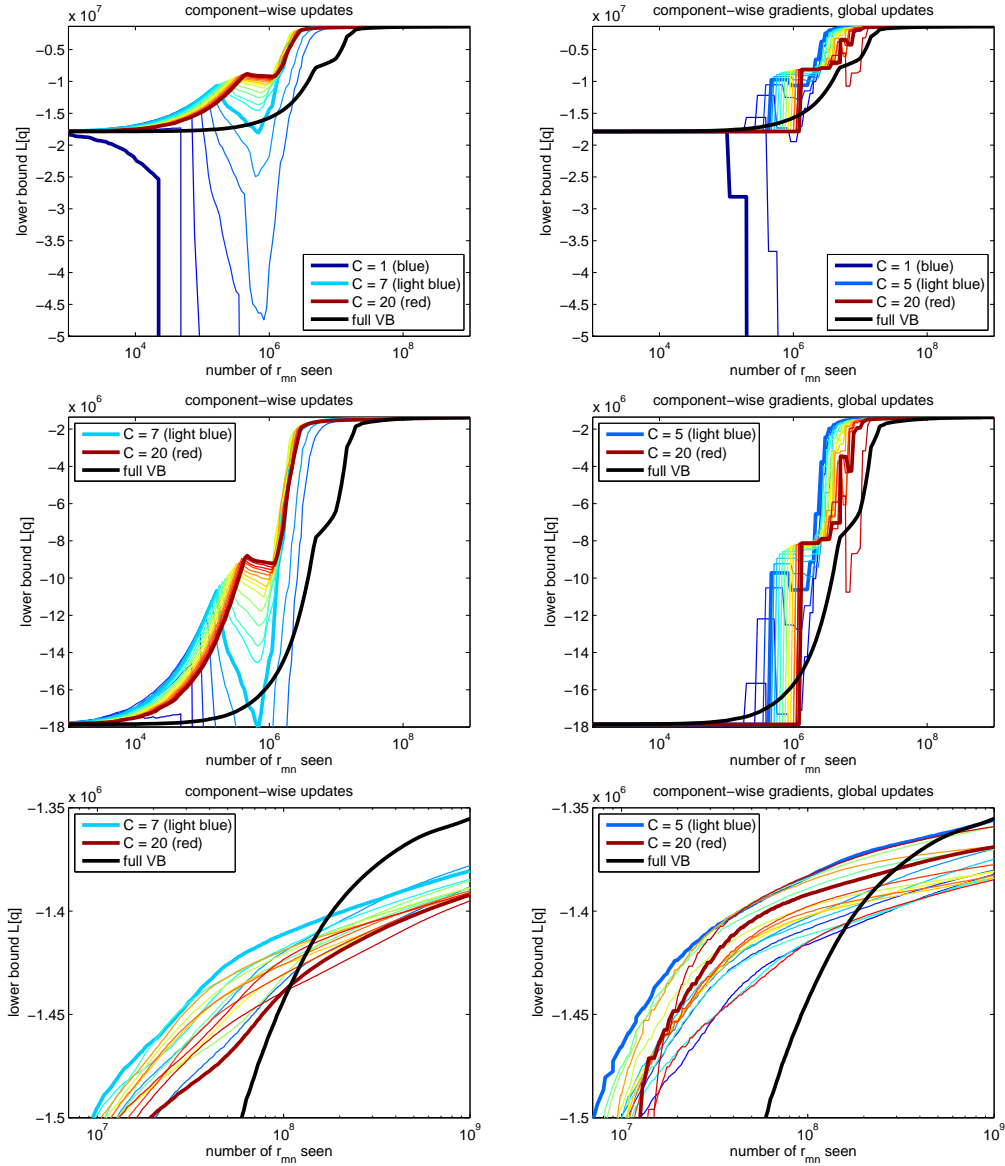 component−wise updates
x 10^7
−0.5
−1
−1.5
−2
−2.5
−3
−3.5
−4
−4.5
−5
lower bound L[q]
C = 1 (blue)
C = 7 (light blue)
C = 20 (red)
full VB
10^4
10^6
10^8
number of r_mn seen
component−wise gradients, global updates
x 10^7
−0.5
−1
−1.5
−2
−2.5
−3
−3.5
−4
−4.5
−5
lower bound L[q]
C = 1 (blue)
C = 5 (light blue)
C = 20 (red)
full VB
10^4
10^6
10^8
number of r_mn seen
component−wise updates
x 10^6
−2
−4
−6
−8
−10
−12
−14
−16
−18
lower bound L[q]
C = 7 (light blue)
C = 20 (red)
full VB
10^4
10^6
10^8
number of r_mn seen
component−wise gradients, global updates
x 10^6
−2
−4
−6
−8
−10
−12
−14
−16
−18
lower bound L[q]
C = 5 (light blue)
C = 20 (red)
full VB
10^4
10^6
10^8
number of r_mn seen
component−wise updates
x 10^6
−1.35
−1.4
−1.45
−1.5
lower bound L[q]
C = 7 (light blue)
C = 20 (red)
full VB
10^7
10^8
10^9
number of r_mn seen
component−wise gradients, global updates
x 10^6
−1.35
−1.4
−1.45
−1.5
lower bound L[q]
C = 5 (light blue)
C = 20 (red)
full VB
10^7
10^8
10^9
number of r_mn seen